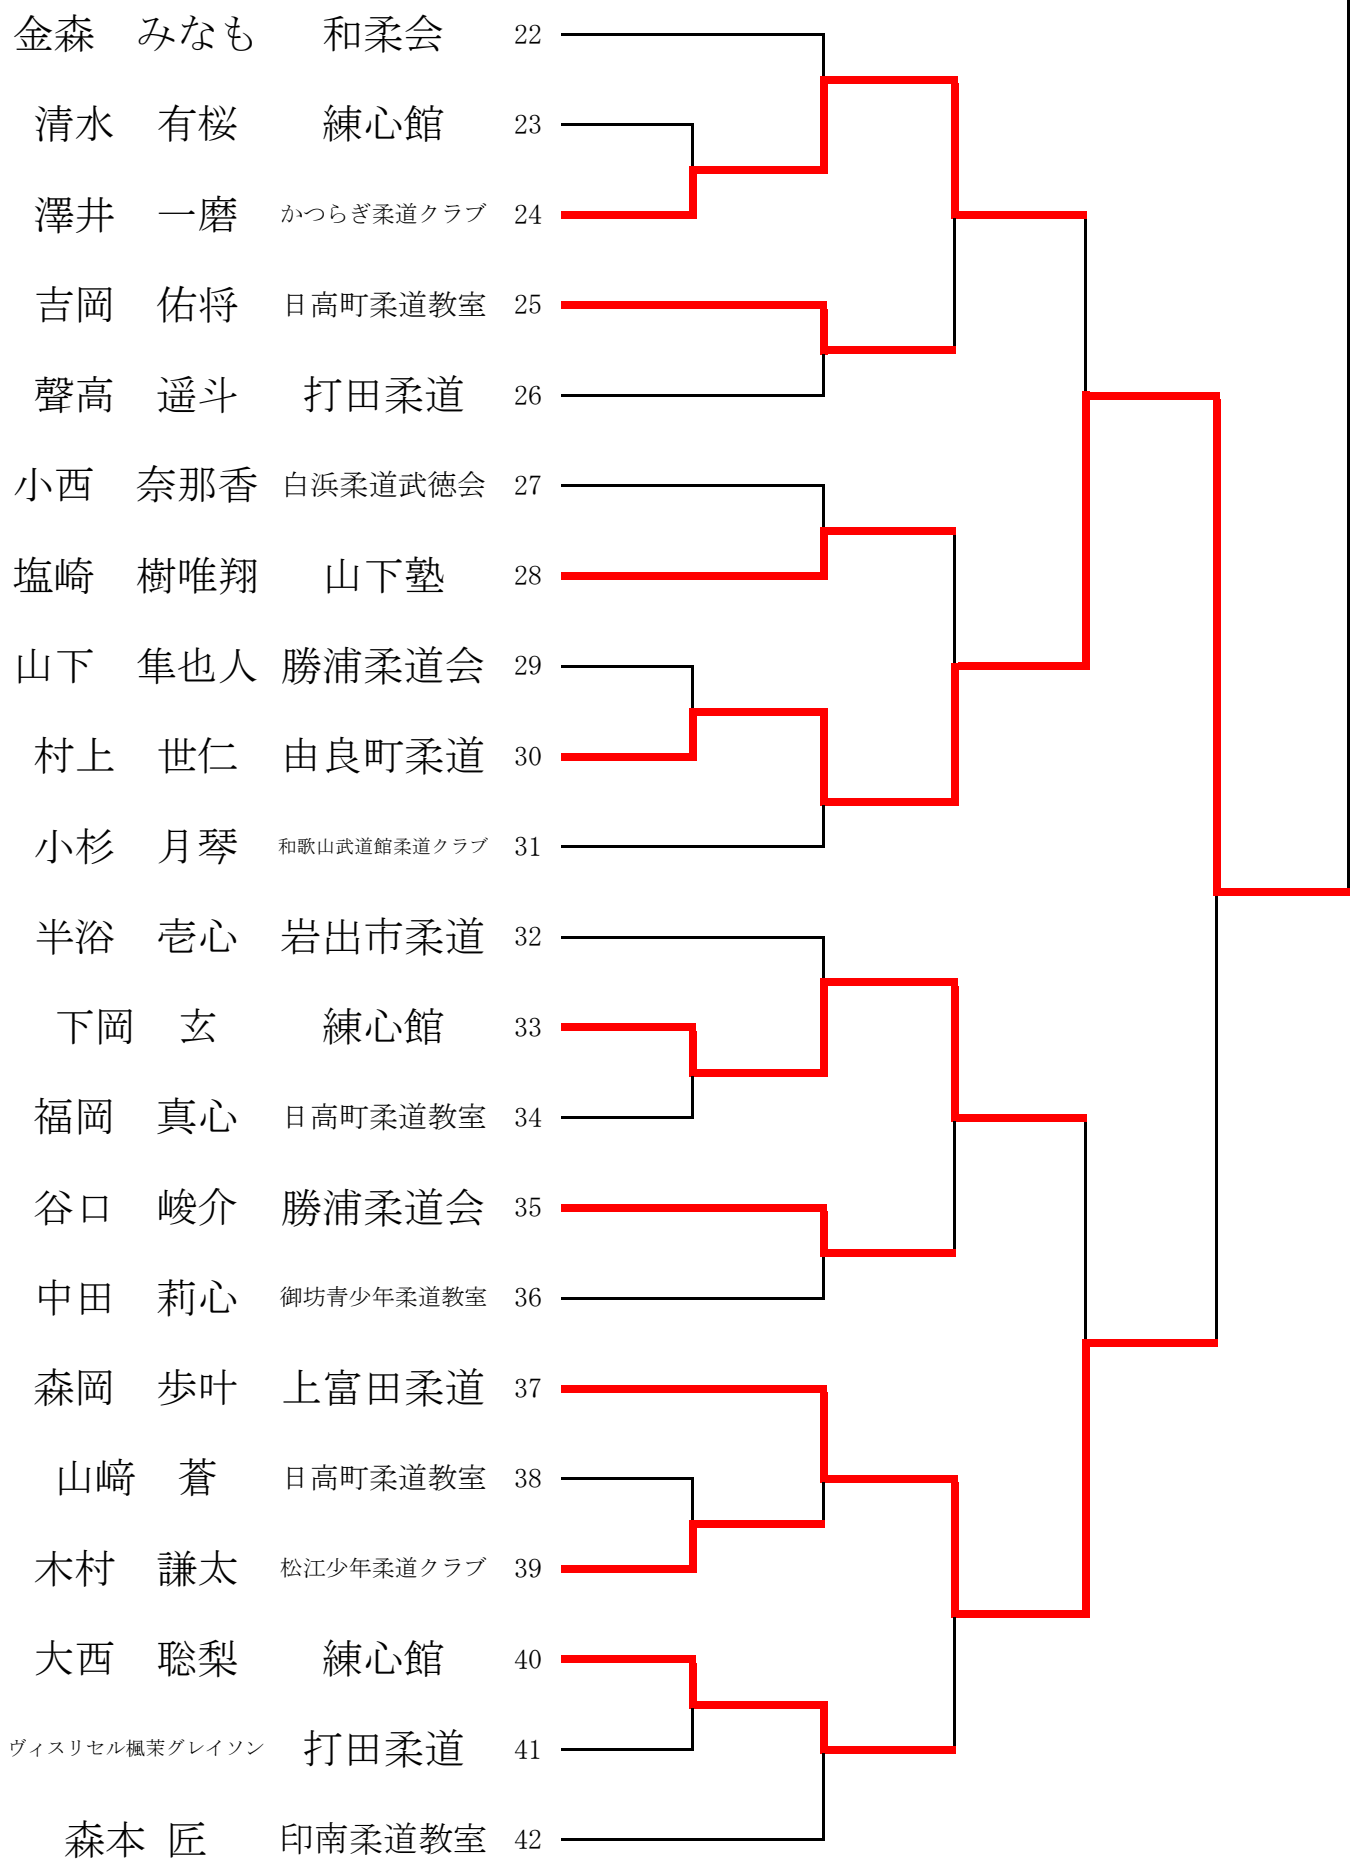 金森　みなも 和柔会 22
清水　有桜 練心館 23
澤井　一磨 かつらぎ柔道クラブ 24
吉岡　佑将 日高町柔道教室 25
聲高　遥斗 打田柔道 26
小西　奈那香 白浜柔道武徳会 27
塩崎　樹唯翔 山下塾 28
山下　隼也人 勝浦柔道会 29
村上　世仁 由良町柔道 30
小杉　月琴 和歌山武道館柔道クラブ 31
半浴　壱心 岩出市柔道 32
下岡　玄 練心館 33
福岡　真心 日高町柔道教室 34
谷口　峻介 勝浦柔道会 35
中田　莉心 御坊青少年柔道教室 36
森岡　歩叶 上富田柔道 37
山﨑　蒼 日高町柔道教室 38
木村　謙太 松江少年柔道クラブ 39
大西　聡梨 練心館 40
ヴィスリセル楓茉グレイソン 打田柔道 41
森本 匠 印南柔道教室 42